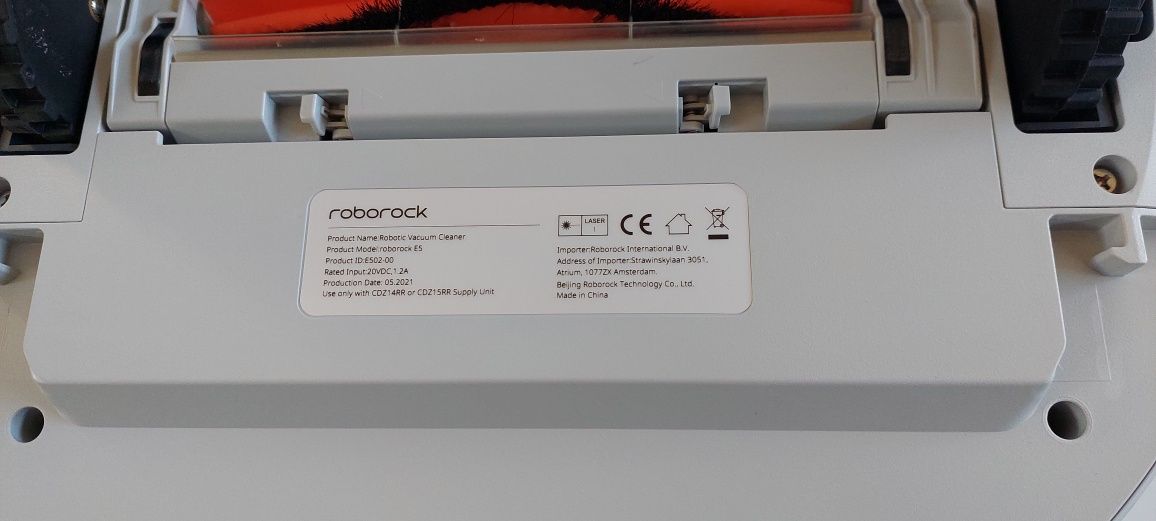 roborock
Product Name:Robotic Vacuum Cleaner
Product Model:roborock E5
Product ID:E502-00
Rated Input:20VDC,1.2A
Production Date: 05.2021
Use only with CDZ14RR or CDZ15RR Supply Unit
LASER
1
CE
Importer:Roborock International B.V.
Address of Importer:Strawinskylaan 3051,
Atrium, 1077ZX Amsterdam.
Beijing Roborock Technology Co., Ltd.
Made in China